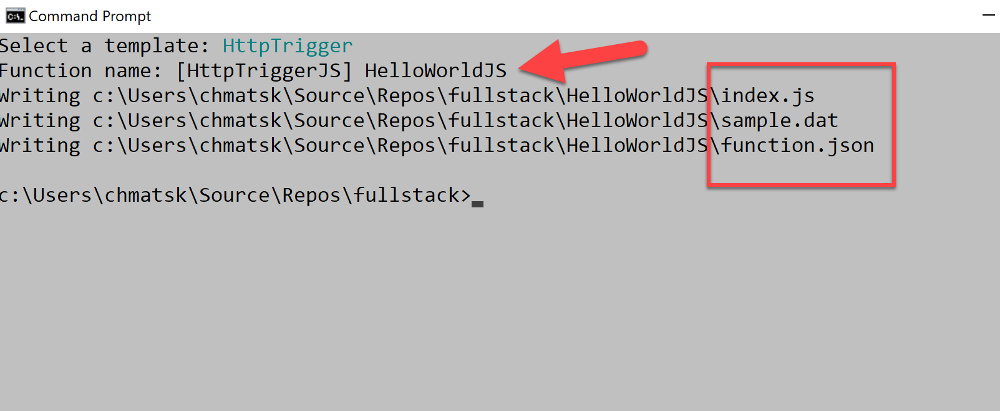 Command Prompt
Select a template: HttpTrigger
Function name: [HttpTriggerJS] HelloWorldJS
Writing c:\Users\chmatsk\Source\Repos\fullstack\HelloWorldJS\index.js
Writing c:\Users\chmatsk\Source\Repos\fullstack\HelloWorldJS\sample.dat
Writing c:\Users\chmatsk\Source\Repos\fullstack\HelloWorldJS\function.json
c:\Users\chmatsk\Source\Repos\fullstack>